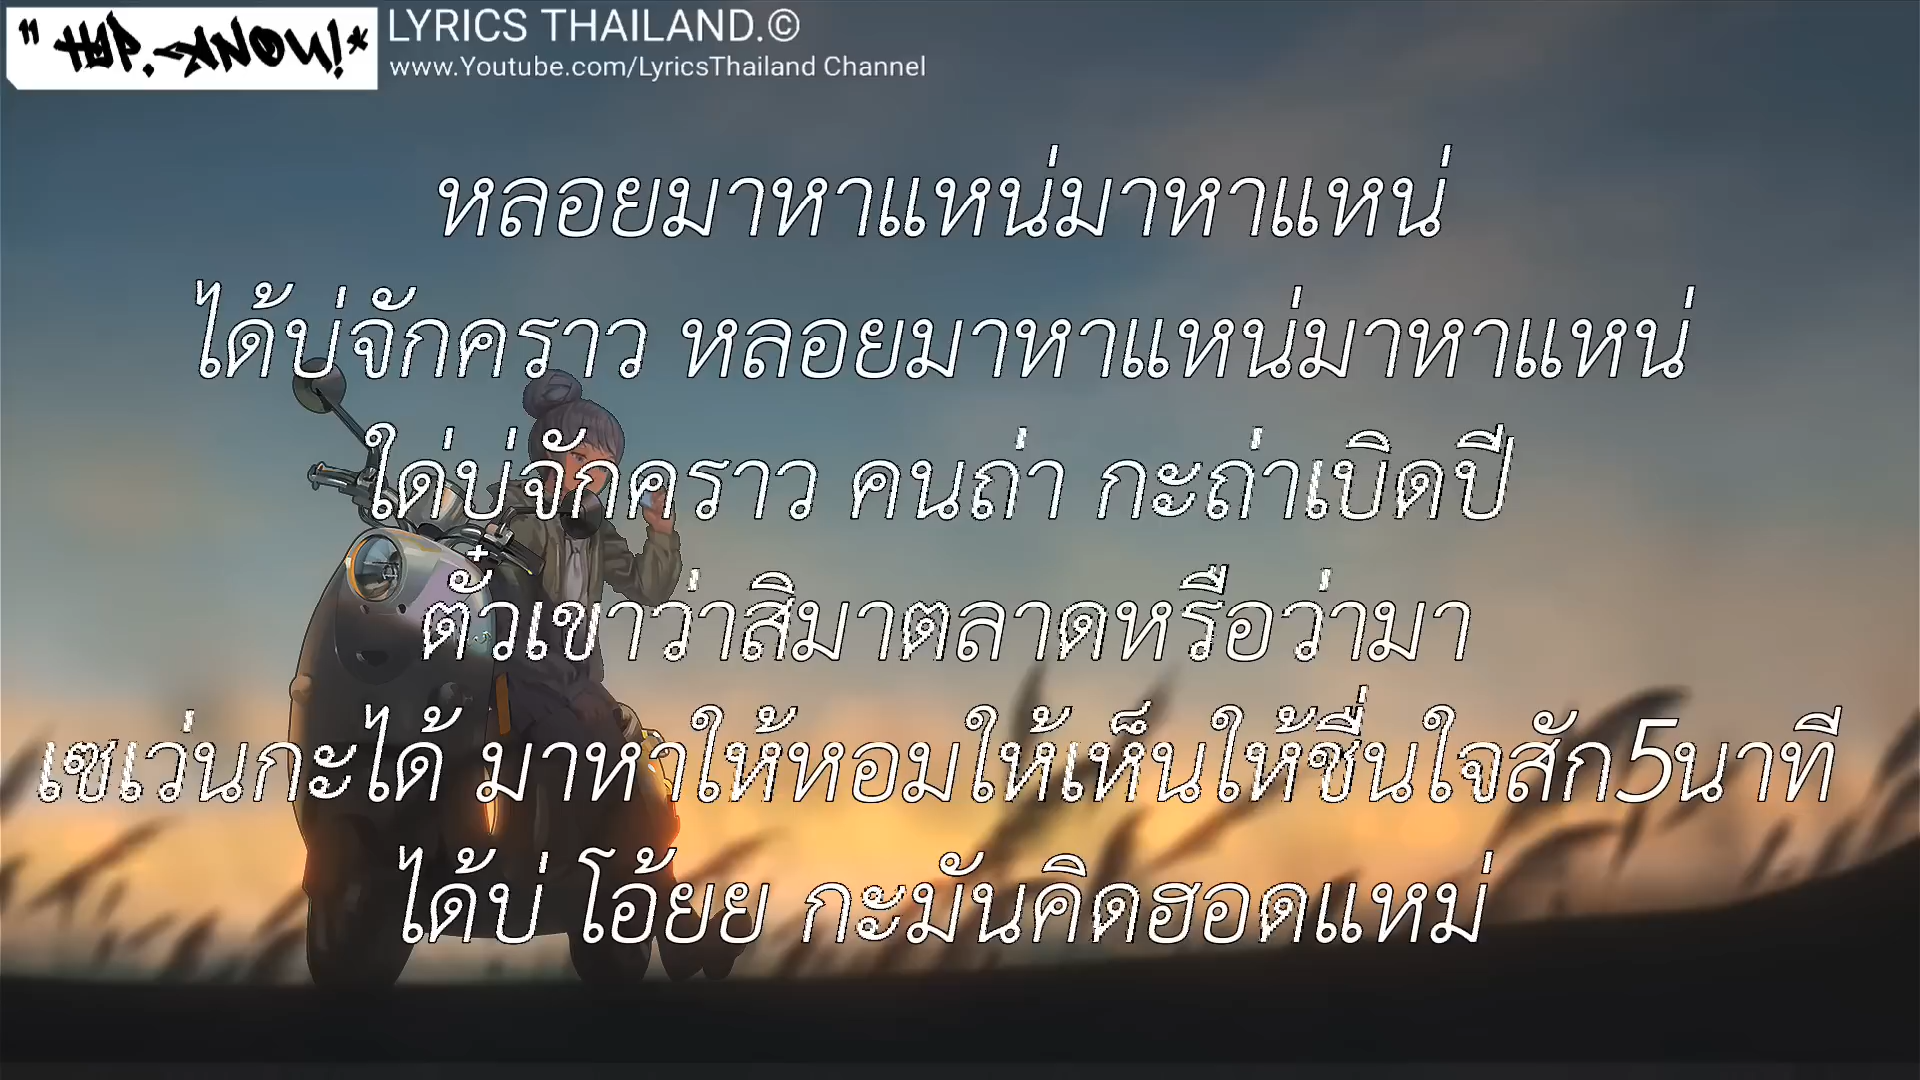 " HAP.-KNOW!*
LYRICS THAILAND.©
www.Youtube.com/LyricsThailand Channel
หลอยมาหาแหน่มาหาแหน่
ได้บ่จักคราว หลอยมาหาแหน่มาหาแหน่
ใด่บ่จักคราว คนถ่า กะถ่าเบิดปี
ตั๋วเขาว่าสิมาตลาดหรือว่ามา
เซเว่นกะได้ มาหาให้หอมให้เห็นให้ชื่นใจสัก5นาที
ได้บ่ โอ้ยย กะมันคิดฮอดแหม่